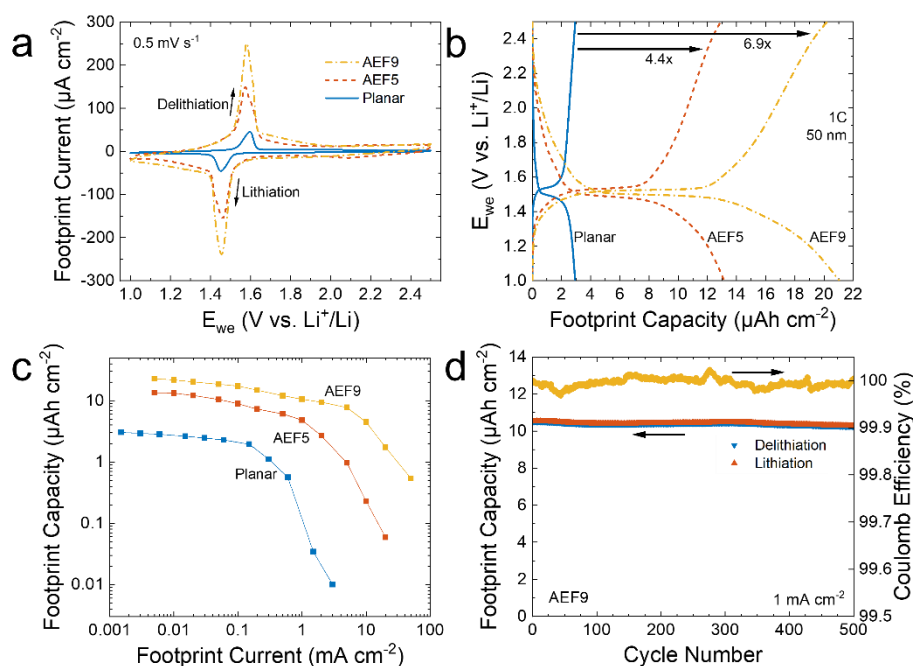 a
0.5 mV s⁻¹
AEF9
AEF5
Planar
Delithiation
Lithiation
300
200
100
0
-100
-200
-300
Footprint Current (µA cm⁻²)
1.0 1.2 1.4 1.6 1.8 2.0 2.2 2.4
E_we (V vs. Li⁺/Li)
b
6.9x
4.4x
1C
50 nm
Planar
AEF5
AEF9
2.4
2.2
2.0
1.8
1.6
1.4
1.2
1.0
E_we (V vs. Li⁺/Li)
0 2 4 6 8 10 12 14 16 18 20 22
Footprint Capacity (µAh cm⁻²)
c
AEF9
AEF5
Planar
10
1
0.1
0.01
Footprint Capacity (µAh cm⁻²)
0.001 0.01 0.1 1 10 100
Footprint Current (mA cm⁻²)
d
Delithiation
Lithiation
AEF9
1 mA cm⁻²
14
12
10
8
6
4
2
0
Footprint Capacity (µAh cm⁻²)
100
99.9
99.8
99.7
99.6
99.5
Coulomb Efficiency (%)
0 100 200 300 400 500
Cycle Number